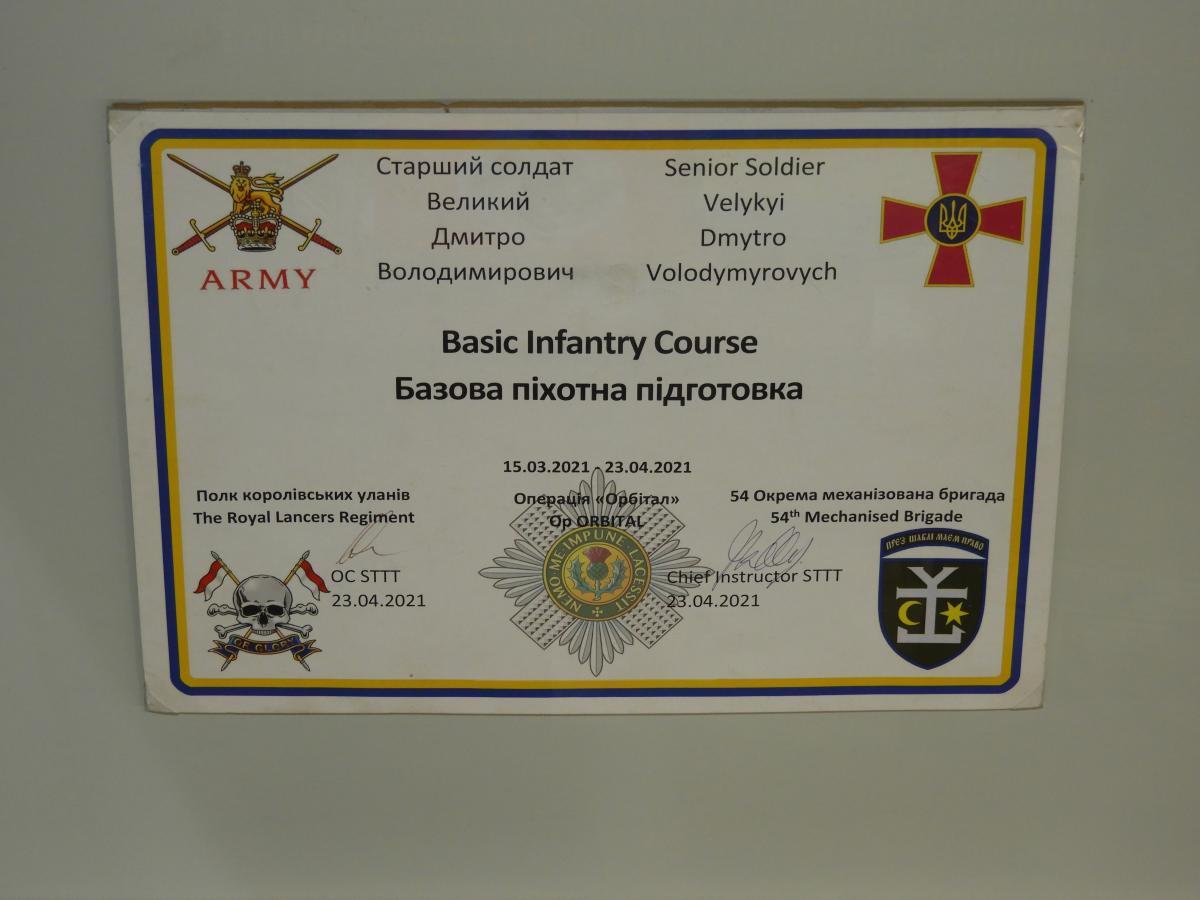 Старший солдат
Великий
Дмитро
Володимирович
Senior Soldier
Velykyi
Dmytro
Volodymyrovych
ARMY
Basic Infantry Course
Базова піхотна підготовка
15.03.2021 - 23.04.2021
Полк королівських уланів
The Royal Lancers Regiment
Операція «Орбітал»
Op ORBITAL
54 Окрема механізована бригада
54th Mechanised Brigade
OC STTT
23.04.2021
NEMO ME IMPUNE LACESSIT
Chief Instructor STTT
23.04.2021
OR GLORY
ПРЕЗ ШАБЛІ МАЄМ ПРАВО